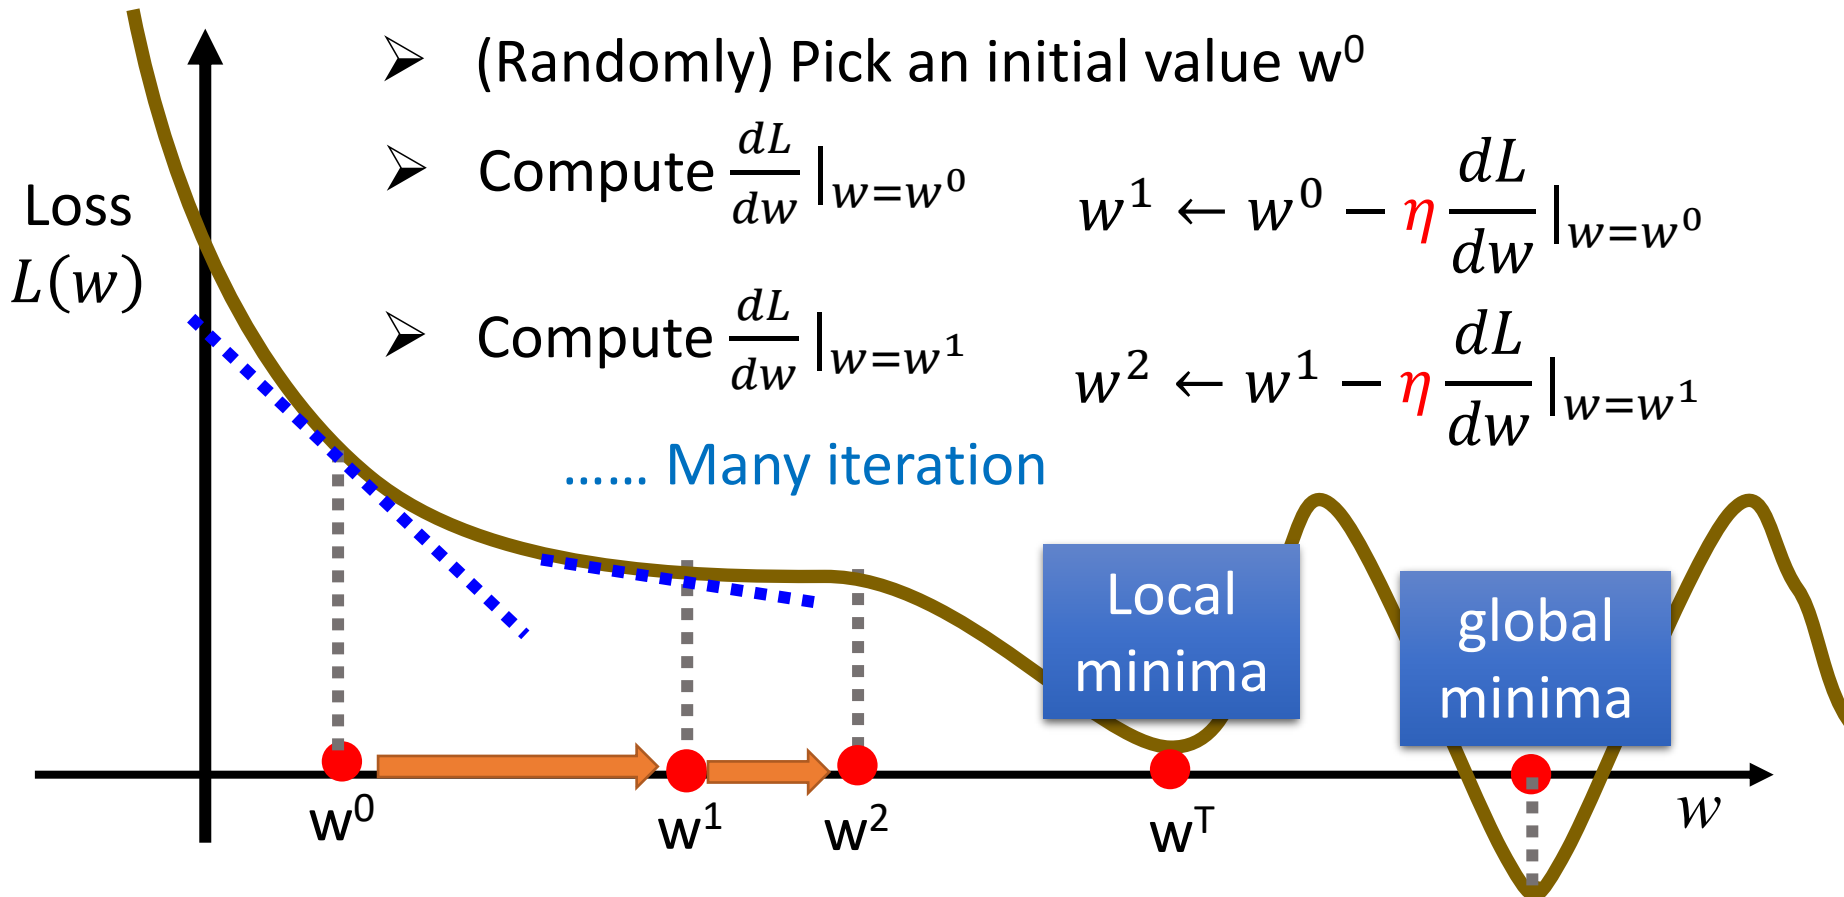 ➢ (Randomly) Pick an initial value w⁰
➢ Compute dL/dw |w=w⁰
w¹ ← w⁰ − η dL/dw |w=w⁰
Loss
L(w)
➢ Compute dL/dw |w=w¹
w² ← w¹ − η dL/dw |w=w¹
…… Many iteration
Local
minima
global
minima
w⁰
w¹
w²
wᵀ
w